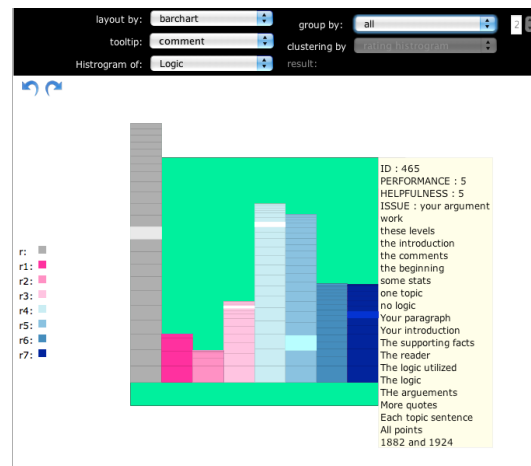 layout by: barchart group by: all 2
tooltip: comment clustering by rating histrogram
Histrogram of: Logic result:
r:
r1:
r2:
r3:
r4:
r5:
r6:
r7:
ID : 465
PERFORMANCE : 5
HELPFULNESS : 5
ISSUE : your argument
work
these levels
the introduction
the comments
the beginning
some stats
one topic
no logic
Your paragraph
Your introduction
The supporting facts
The reader
The logic utilized
The logic
THe arguements
More quotes
Each topic sentence
All points
1882 and 1924